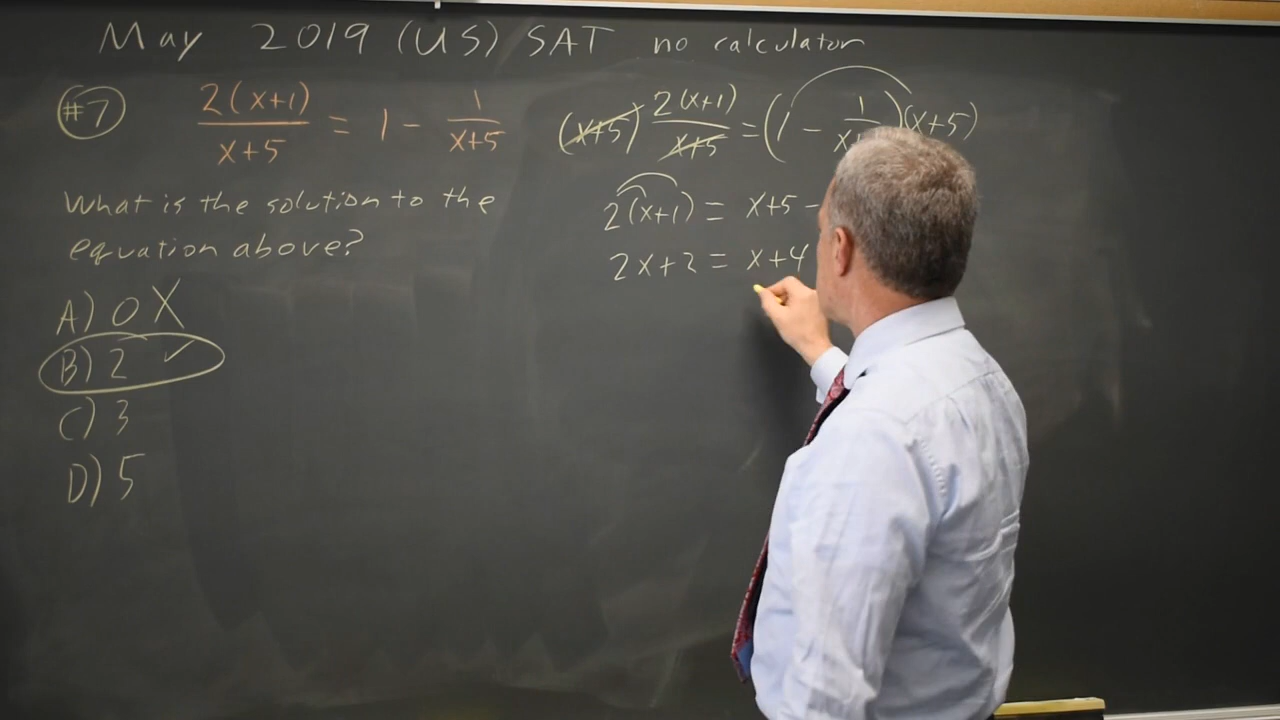 May 2019 (US) SAT no calculator
#7 2(x+1)/x+5 = 1 - 1/x+5
What is the solution to the
equation above?
A) 0 X
B) 2 ✓
C) 3
D) 5
(x+5) 2(x+1)/x+5 = (1 - 1/x+ )(x+5)
2(x+1) = x+5 -
2x+2 = x+4